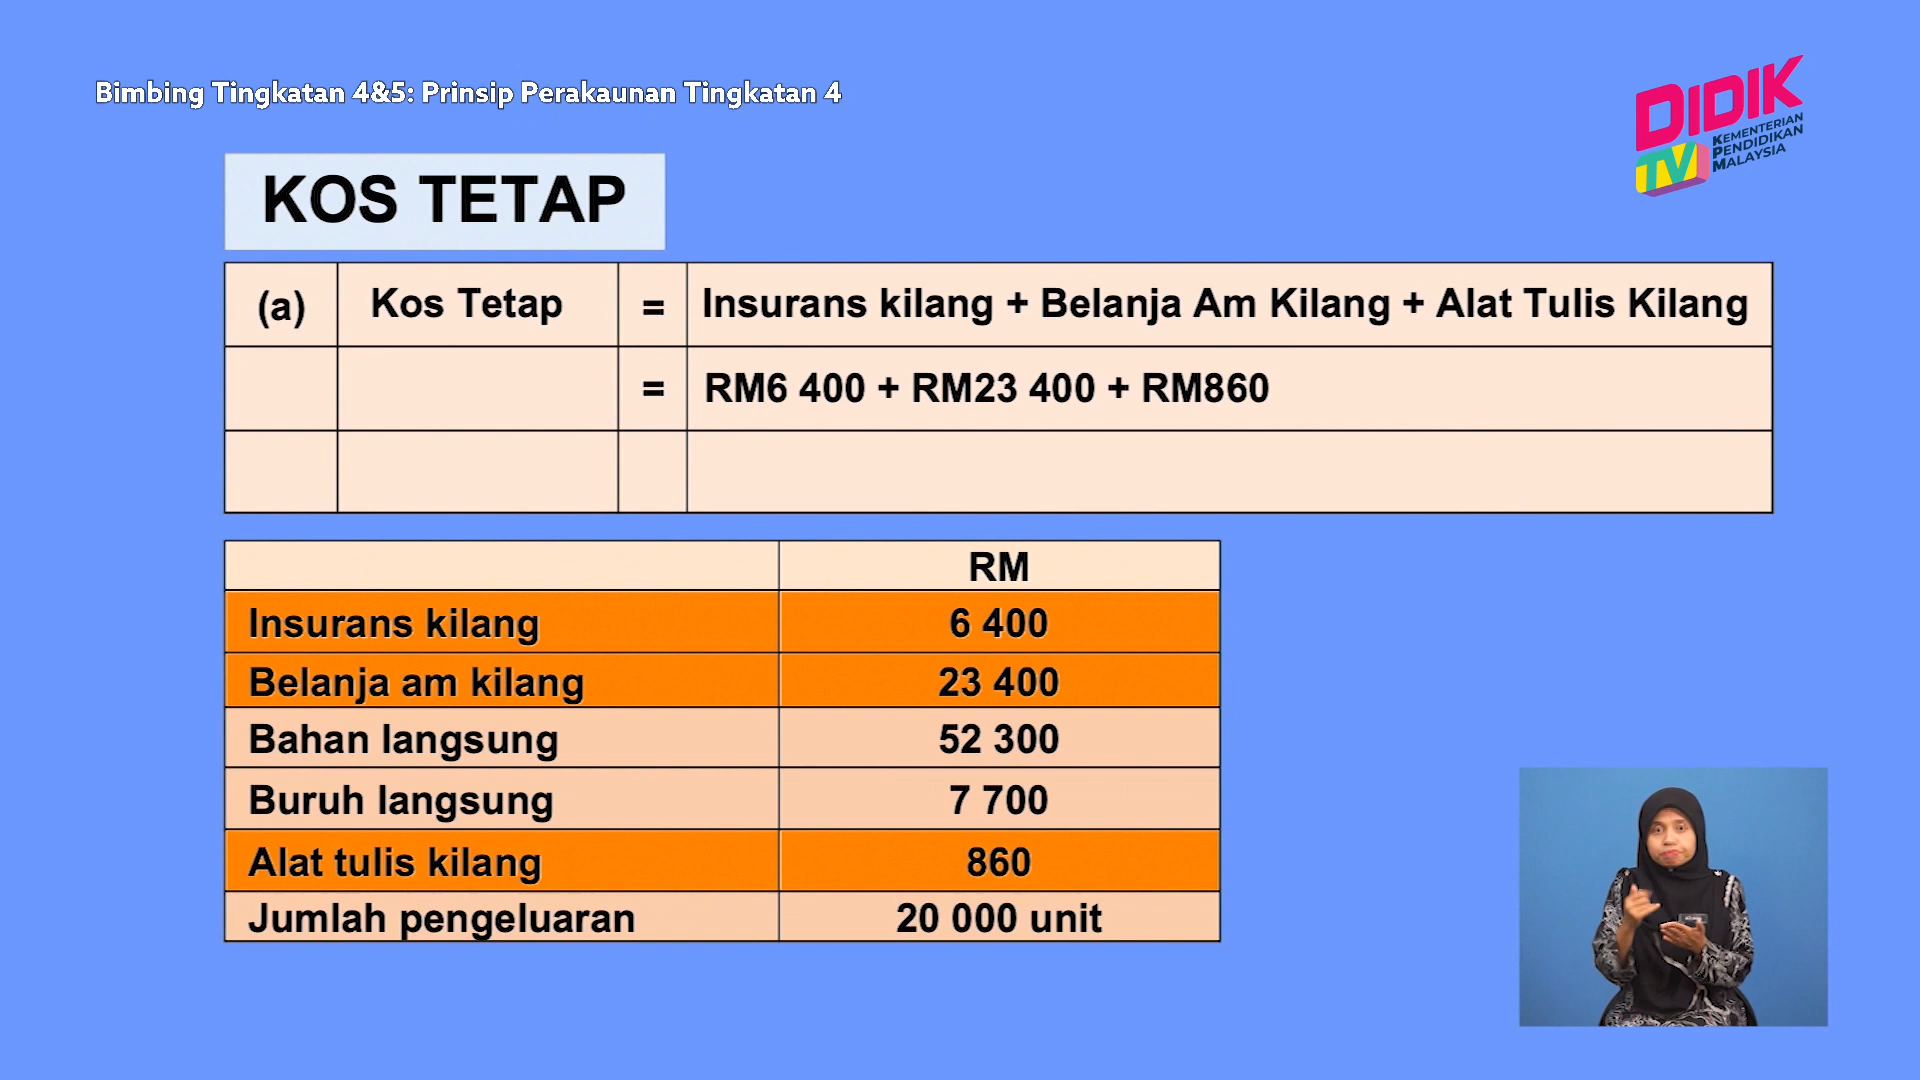 Bimbing Tingkatan 4&5: Prinsip Perakaunan Tingkatan 4
DIDIK
TV
KEMENTERIAN
PENDIDIKAN
MALAYSIA
KOS TETAP
(a) Kos Tetap = Insurans kilang + Belanja Am Kilang + Alat Tulis Kilang
= RM6 400 + RM23 400 + RM860
RM
Insurans kilang 6 400
Belanja am kilang 23 400
Bahan langsung 52 300
Buruh langsung 7 700
Alat tulis kilang 860
Jumlah pengeluaran 20 000 unit